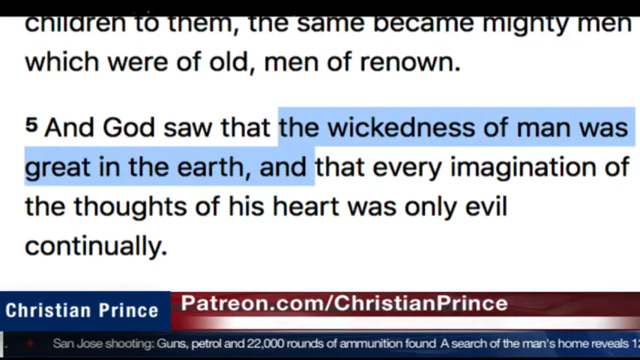 children to them, the same became mighty men
which were of old, men of renown.
5 And God saw that the wickedness of man was
great in the earth, and that every imagination of
the thoughts of his heart was only evil
continually.
Christian Prince
Patreon.com/ChristianPrince
San Jose shooting: Guns, petrol and 22,000 rounds of ammunition found A search of the man's home reveals